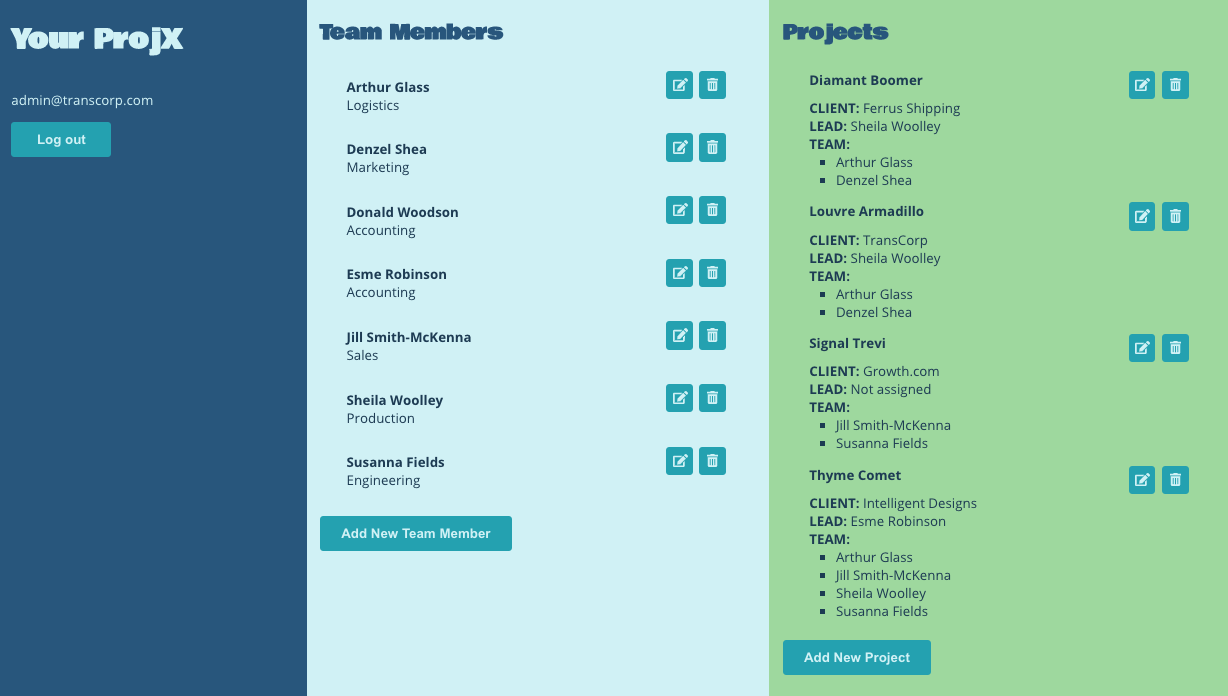 Your ProjX
admin@transcorp.com
Log out
Team Members
Arthur Glass
Logistics
Denzel Shea
Marketing
Donald Woodson
Accounting
Esme Robinson
Accounting
Jill Smith-McKenna
Sales
Sheila Woolley
Production
Susanna Fields
Engineering
Add New Team Member
Projects
Diamant Boomer
CLIENT: Ferrus Shipping
LEAD: Sheila Woolley
TEAM:
Arthur Glass
Denzel Shea
Louvre Armadillo
CLIENT: TransCorp
LEAD: Sheila Woolley
TEAM:
Arthur Glass
Denzel Shea
Signal Trevi
CLIENT: Growth.com
LEAD: Not assigned
TEAM:
Jill Smith-McKenna
Susanna Fields
Thyme Comet
CLIENT: Intelligent Designs
LEAD: Esme Robinson
TEAM:
Arthur Glass
Jill Smith-McKenna
Sheila Woolley
Susanna Fields
Add New Project